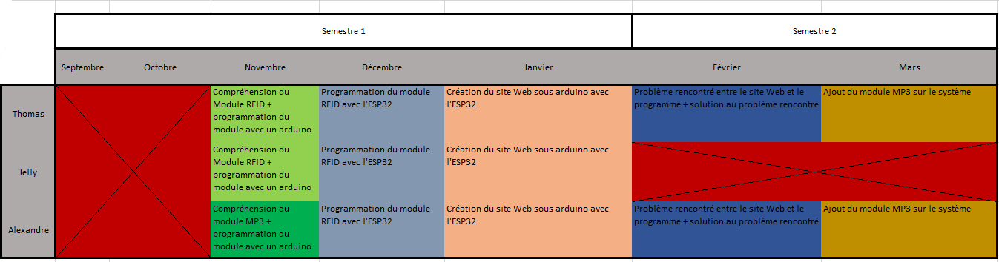 Semestre 1
Semestre 2
Septembre
Octobre
Novembre
Décembre
Janvier
Février
Mars
Thomas
Compréhension du
Module RFID +
programmation du
module avec un arduino
Programmation du module
RFID avec l'ESP32
Création du site Web sous arduino avec
l'ESP32
Problème rencontré entre le site Web et le
programme + solution au problème rencontré
Ajout du module MP3 sur le système
Jelly
Compréhension du
Module RFID +
programmation du
module avec un arduino
Programmation du module
RFID avec l'ESP32
Création du site Web sous arduino avec
l'ESP32
Alexandre
Compréhension du
module MP3 +
programmation du
module avec un arduino
Programmation du module
RFID avec l'ESP32
Création du site Web sous arduino avec
l'ESP32
Problème rencontré entre le site Web et le
programme + solution au problème rencontré
Ajout du module MP3 sur le système